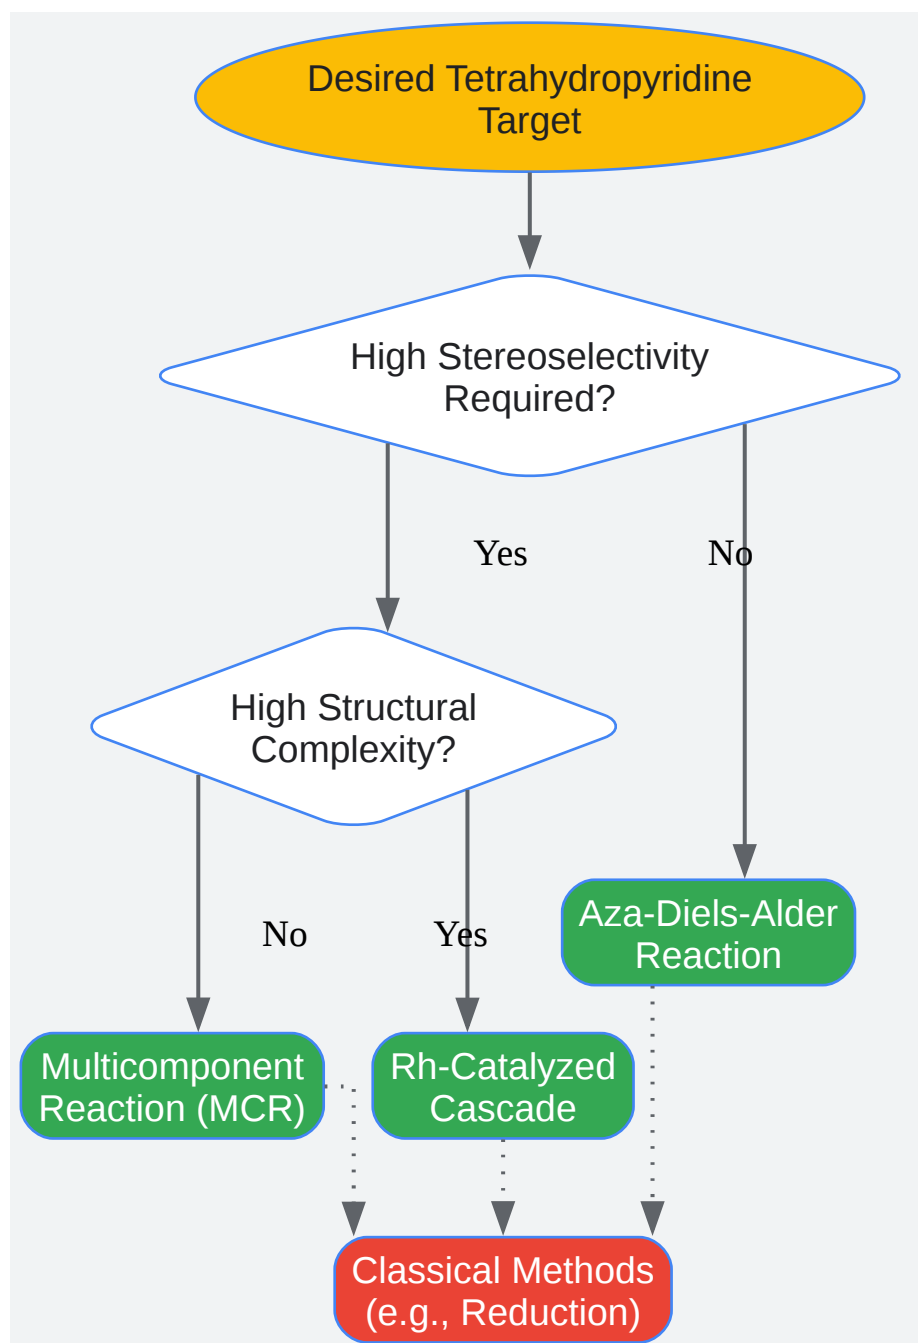 Desired Tetrahydropyridine
Target
High Stereoselectivity
Required?
Yes
No
High Structural
Complexity?
No
Yes
Aza-Diels-Alder
Reaction
Multicomponent
Reaction (MCR)
Rh-Catalyzed
Cascade
Classical Methods
(e.g., Reduction)